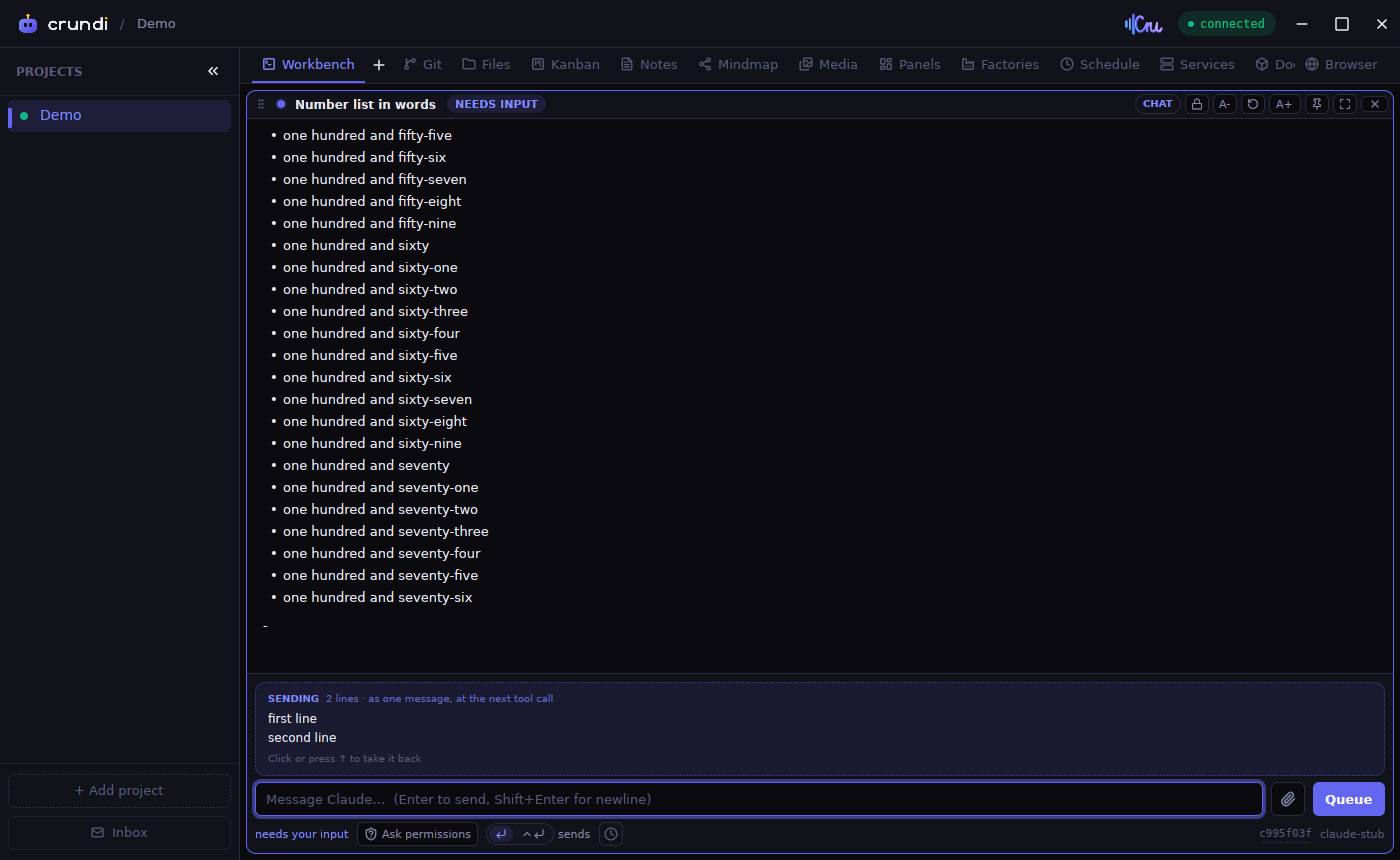 crundi / Demo
Cru
connected
PROJECTS
Workbench
Git
Files
Kanban
Notes
Mindmap
Media
Panels
Factories
Schedule
Services
Browser
Demo
Number list in words NEEDS INPUT
CHAT A- A+
• one hundred and fifty-five
• one hundred and fifty-six
• one hundred and fifty-seven
• one hundred and fifty-eight
• one hundred and fifty-nine
• one hundred and sixty
• one hundred and sixty-one
• one hundred and sixty-two
• one hundred and sixty-three
• one hundred and sixty-four
• one hundred and sixty-five
• one hundred and sixty-six
• one hundred and sixty-seven
• one hundred and sixty-eight
• one hundred and sixty-nine
• one hundred and seventy
• one hundred and seventy-one
• one hundred and seventy-two
• one hundred and seventy-three
• one hundred and seventy-four
• one hundred and seventy-five
• one hundred and seventy-six
-
SENDING 2 lines · as one message, at the next tool call
first line
second line
Click or press ↑ to take it back
Message Claude... (Enter to send, Shift+Enter for newline)
Queue
needs your input
Ask permissions
sends
c995f03f claude-stub
+ Add project
Inbox